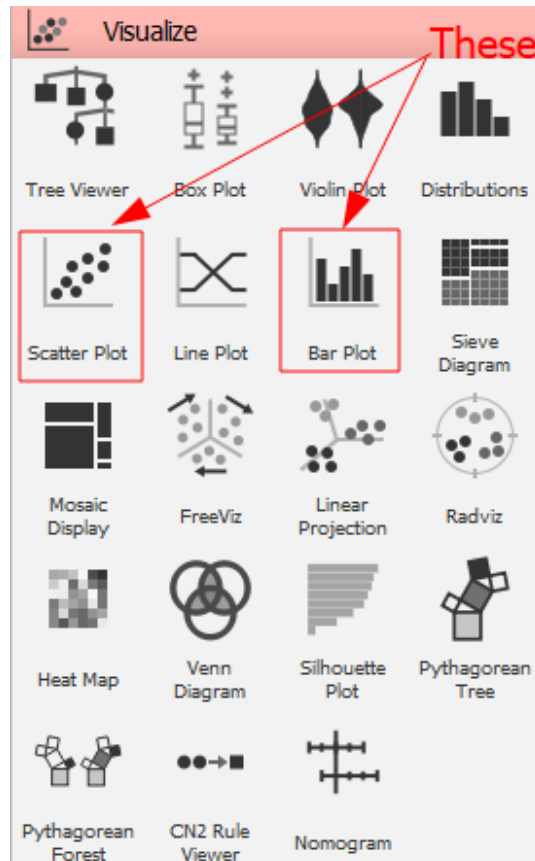 Visualize
These
Tree Viewer
Box Plot
Violin Plot
Distributions
Scatter Plot
Line Plot
Bar Plot
Sieve
Diagram
Mosaic
Display
FreeViz
Linear
Projection
Radviz
Heat Map
Venn
Diagram
Silhouette
Plot
Pythagorean
Tree
Pythagorean
Forest
CN2 Rule
Viewer
Nomogram